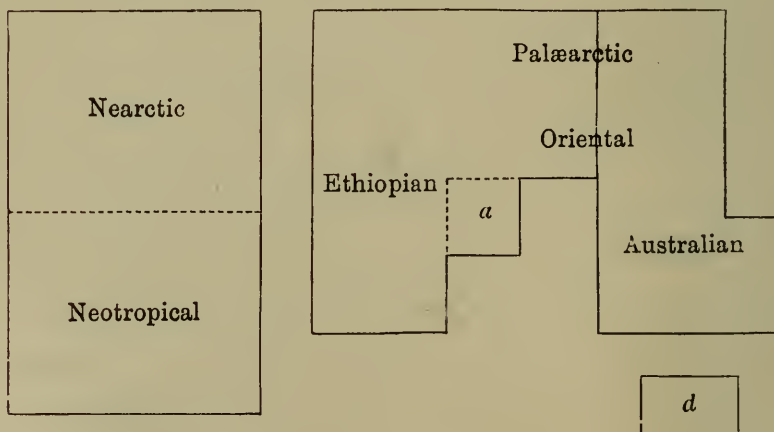 Palæarctic
Nearctic
Oriental
Ethiopian
a
Australian
Neotropical
d